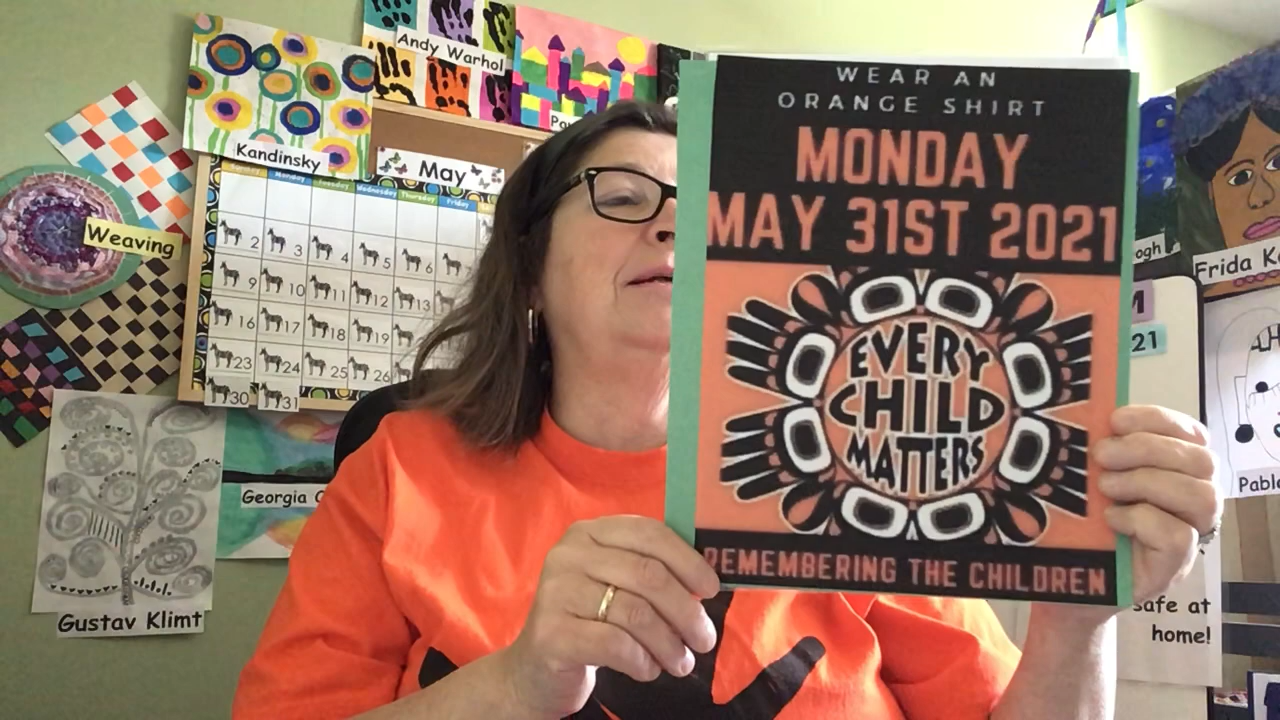 Andy Warhol
Kandinsky
May
Monday
Tuesday
Wednesday
Thursday
Friday
2 3 4 5 6 7
9 10 11 12 13
16 17 18 19
23 24 25 26
30 31
Weaving
Georgia
Gustav Klimt
WEAR AN
ORANGE SHIRT
MONDAY
MAY 31ST 2021
EVERY
CHILD
MATTERS
REMEMBERING THE CHILDREN
Frida
21
safe at
home!